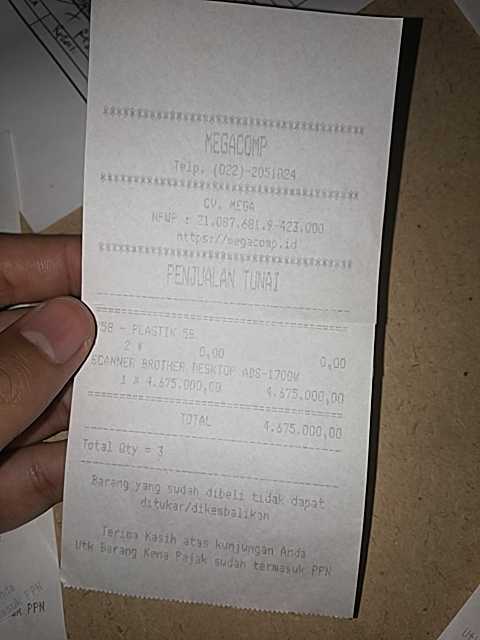 MEGACOMP
Telp. (022)-2051024
CV. MEGA
NPWP : 21.087.681.9-423.000
https://megacomp.id
PENJUALAN TUNAI
P58 - PLASTIK 58
2 X 0,00 0,00
SCANNER BROTHER DESKTOP ADS-1700W
1 X 4.675.000,00 4.675.000,00
TOTAL 4.675.000,00
Total Qty = 3
Barang yang sudah dibeli tidak dapat
ditukar/dikembalikan
Terima Kasih atas kunjungan Anda
Utk Barang Kena Pajak sudah termasuk PPN